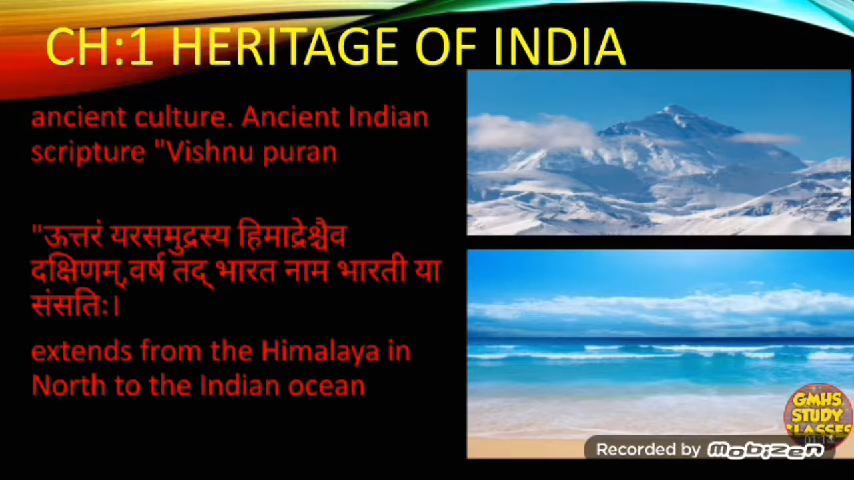 CH:1 HERITAGE OF INDIA
ancient culture. Ancient Indian
scripture "Vishnu puran
"ऊत्तरं यरसमुद्रस्य हिमाद्रेश्चैव
दक्षिणम्,वर्ष तद् भारत नाम भारती या
संसतिः।
extends from the Himalaya in
North to the Indian ocean
GMHS
STUDY
CLASSES
Recorded by mobizen